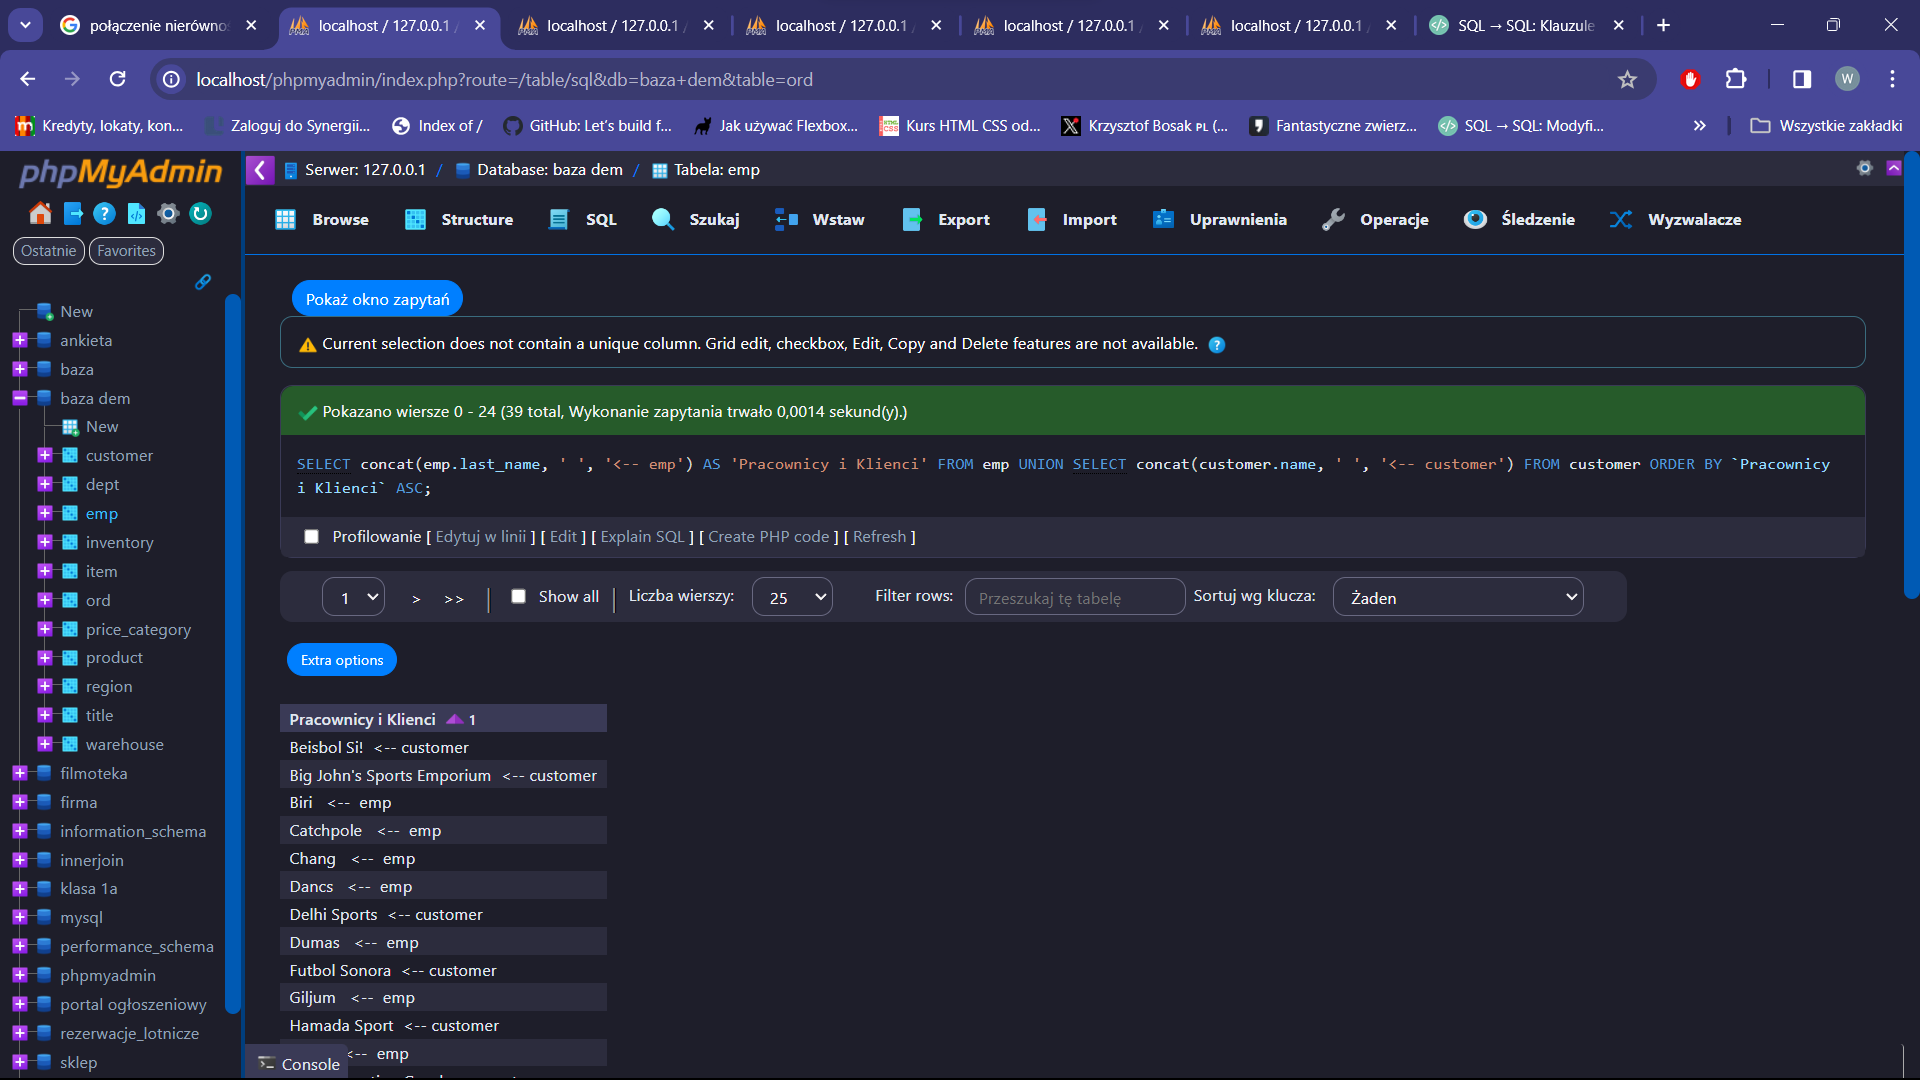 połączenie nierównoś
localhost / 127.0.0.1 /
localhost / 127.0.0.1 /
localhost / 127.0.0.1 /
localhost / 127.0.0.1 /
localhost / 127.0.0.1 /
SQL → SQL: Klauzule
localhost/phpmyadmin/index.php?route=/table/sql&db=baza+dem&table=ord
W
Kredyty, lokaty, kon...
Zaloguj do Synergii...
Index of /
GitHub: Let's build f...
Jak używać Flexbox...
Kurs HTML CSS od...
Krzysztof Bosak PL (...
Fantastyczne zwierz...
SQL → SQL: Modyfi...
»
Wszystkie zakładki
phpMyAdmin
Ostatnie
Favorites
New
ankieta
baza
baza dem
New
customer
dept
emp
inventory
item
ord
price_category
product
region
title
warehouse
filmoteka
firma
information_schema
innerjoin
klasa 1a
mysql
performance_schema
phpmyadmin
portal ogłoszeniowy
rezerwacje_lotnicze
sklep
Serwer: 127.0.0.1 / Database: baza dem / Tabela: emp
Browse
Structure
SQL
Szukaj
Wstaw
Export
Import
Uprawnienia
Operacje
Śledzenie
Wyzwalacze
Pokaż okno zapytań
Current selection does not contain a unique column. Grid edit, checkbox, Edit, Copy and Delete features are not available.
Pokazano wiersze 0 - 24 (39 total, Wykonanie zapytania trwało 0,0014 sekund(y).)
SELECT concat(emp.last_name, ' ', '<-- emp') AS 'Pracownicy i Klienci' FROM emp UNION SELECT concat(customer.name, ' ', '<-- customer') FROM customer ORDER BY `Pracownicy
i Klienci` ASC;
Profilowanie [ Edytuj w linii ] [ Edit ] [ Explain SQL ] [ Create PHP code ] [ Refresh ]
1 > >> | Show all | Liczba wierszy: 25 Filter rows: Przeszukaj tę tabelę Sortuj wg klucza: Żaden
Extra options
Pracownicy i Klienci 1
Beisbol Si! <-- customer
Big John's Sports Emporium <-- customer
Biri <-- emp
Catchpole <-- emp
Chang <-- emp
Dancs <-- emp
Delhi Sports <-- customer
Dumas <-- emp
Futbol Sonora <-- customer
Giljum <-- emp
Hamada Sport <-- customer
<-- emp
Console